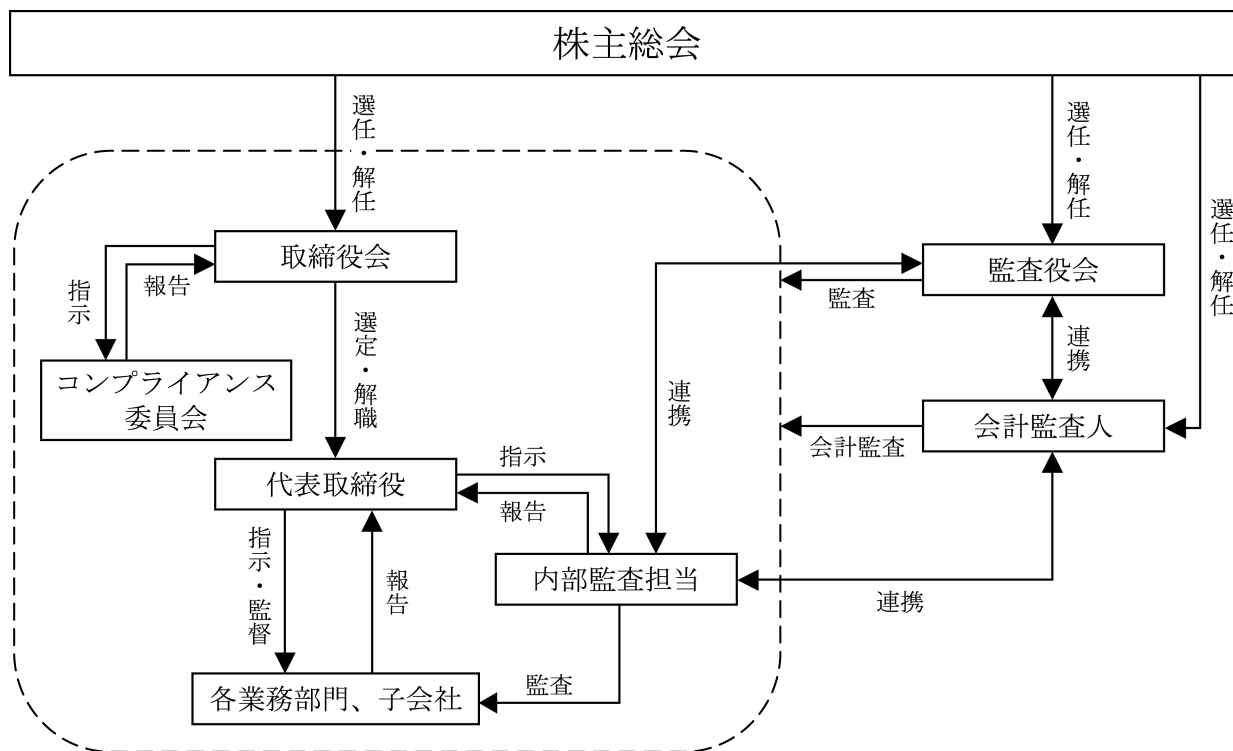 株主総会
選任・解任
選任・解任
選任・解任
取締役会
監査役会
指示
報告
監査
選定・解職
連携
連携
コンプライアンス
委員会
会計監査人
会計監査
代表取締役
指示
報告
指示・監督
報告
内部監査担当
連携
監査
各業務部門、子会社